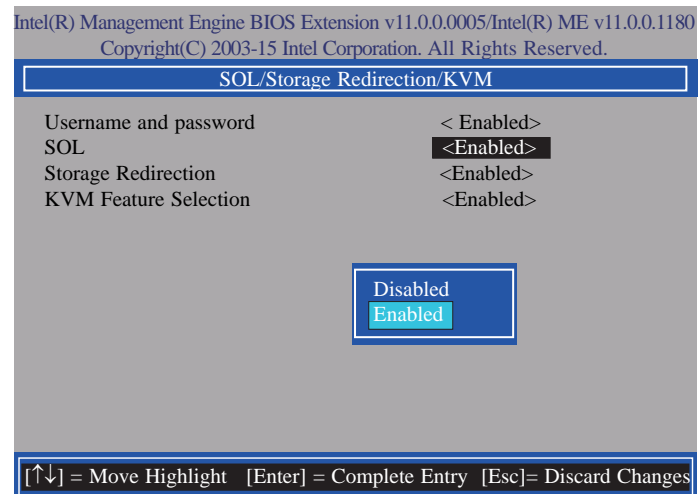 Intel(R) Management Engine BIOS Extension v11.0.0.0005/Intel(R) ME v11.0.0.1180
Copyright(C) 2003-15 Intel Corporation. All Rights Reserved.
SOL/Storage Redirection/KVM
Username and password < Enabled>
SOL <Enabled>
Storage Redirection <Enabled>
KVM Feature Selection <Enabled>
Disabled
Enabled
[↑↓] = Move Highlight [Enter] = Complete Entry [Esc]= Discard Changes